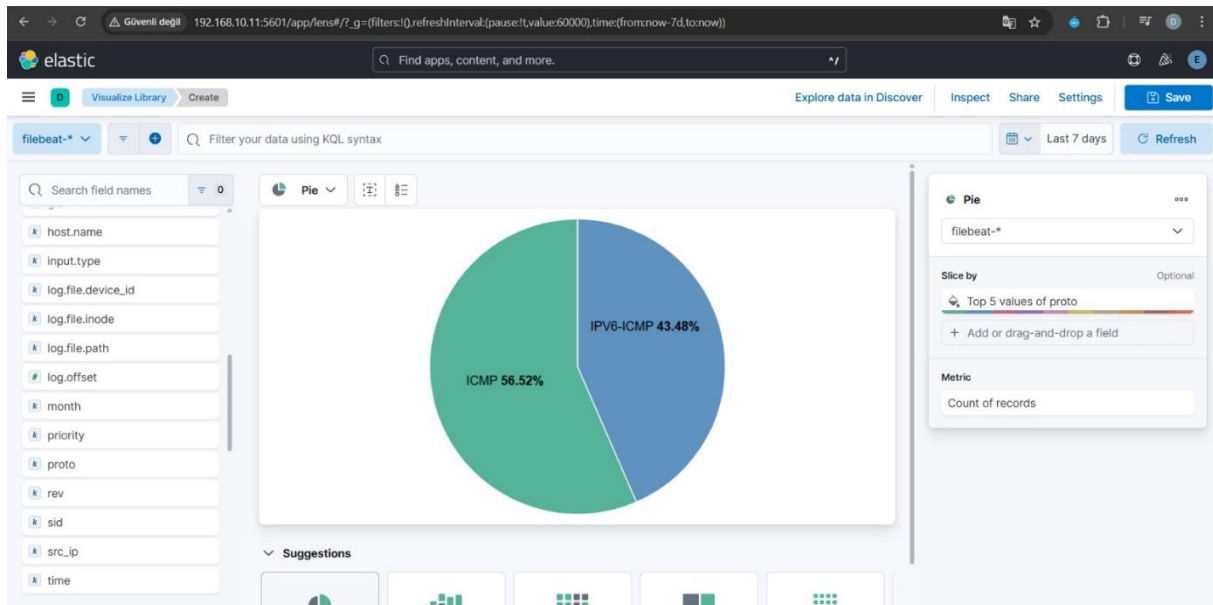 Güvenli değil 192.168.10.11:5601/app/lens#/?_g=(filters:!(),refreshInterval:(pause:!t,value:60000),time:(from:now-7d,to:now))
D
elastic
Find apps, content, and more.
^/
E
D
Visualize Library
Create
Explore data in Discover
Inspect
Share
Settings
Save
filebeat-*
Filter your data using KQL syntax
Last 7 days
Refresh
Search field names
0
host.name
input.type
log.file.device_id
log.file.inode
log.file.path
log.offset
month
priority
proto
rev
sid
src_ip
time
Pie
IPV6-ICMP 43.48%
ICMP 56.52%
Suggestions
Pie
filebeat-*
Slice by
Optional
Top 5 values of proto
+ Add or drag-and-drop a field
Metric
Count of records